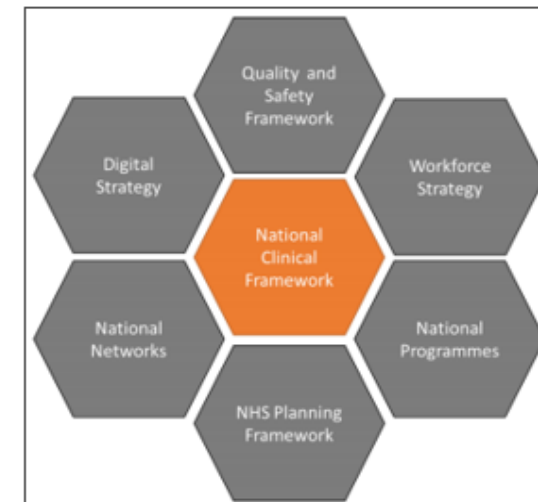 Quality and
Safety
Framework
Digital
Strategy
Workforce
Strategy
National
Clinical
Framework
National
Networks
National
Programmes
NHS Planning
Framework